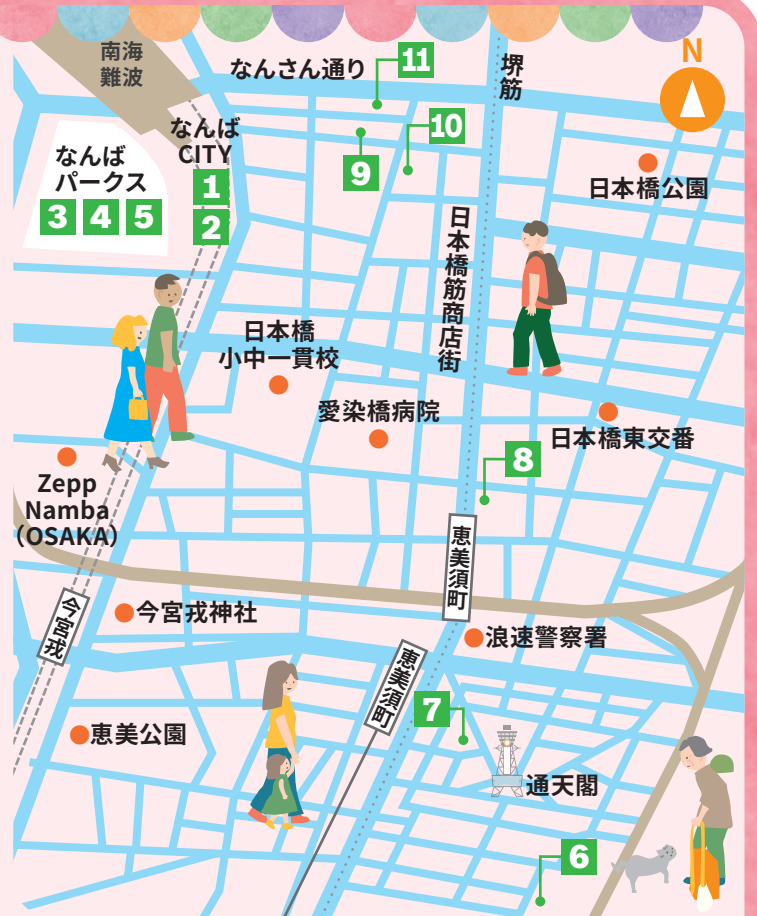 南海
難波
なんさん通り
11
堺
筋
N
10
なんば
CITY
1
2
なんば
パークス
3 4 5
9
日本橋公園
日本橋筋商店街
日本橋
小中一貫校
愛染橋病院
日本橋東交番
8
Zepp
Namba
(OSAKA)
恵美須町
今宮戎
今宮戎神社
浪速警察署
恵美須町
7
恵美公園
通天閣
6